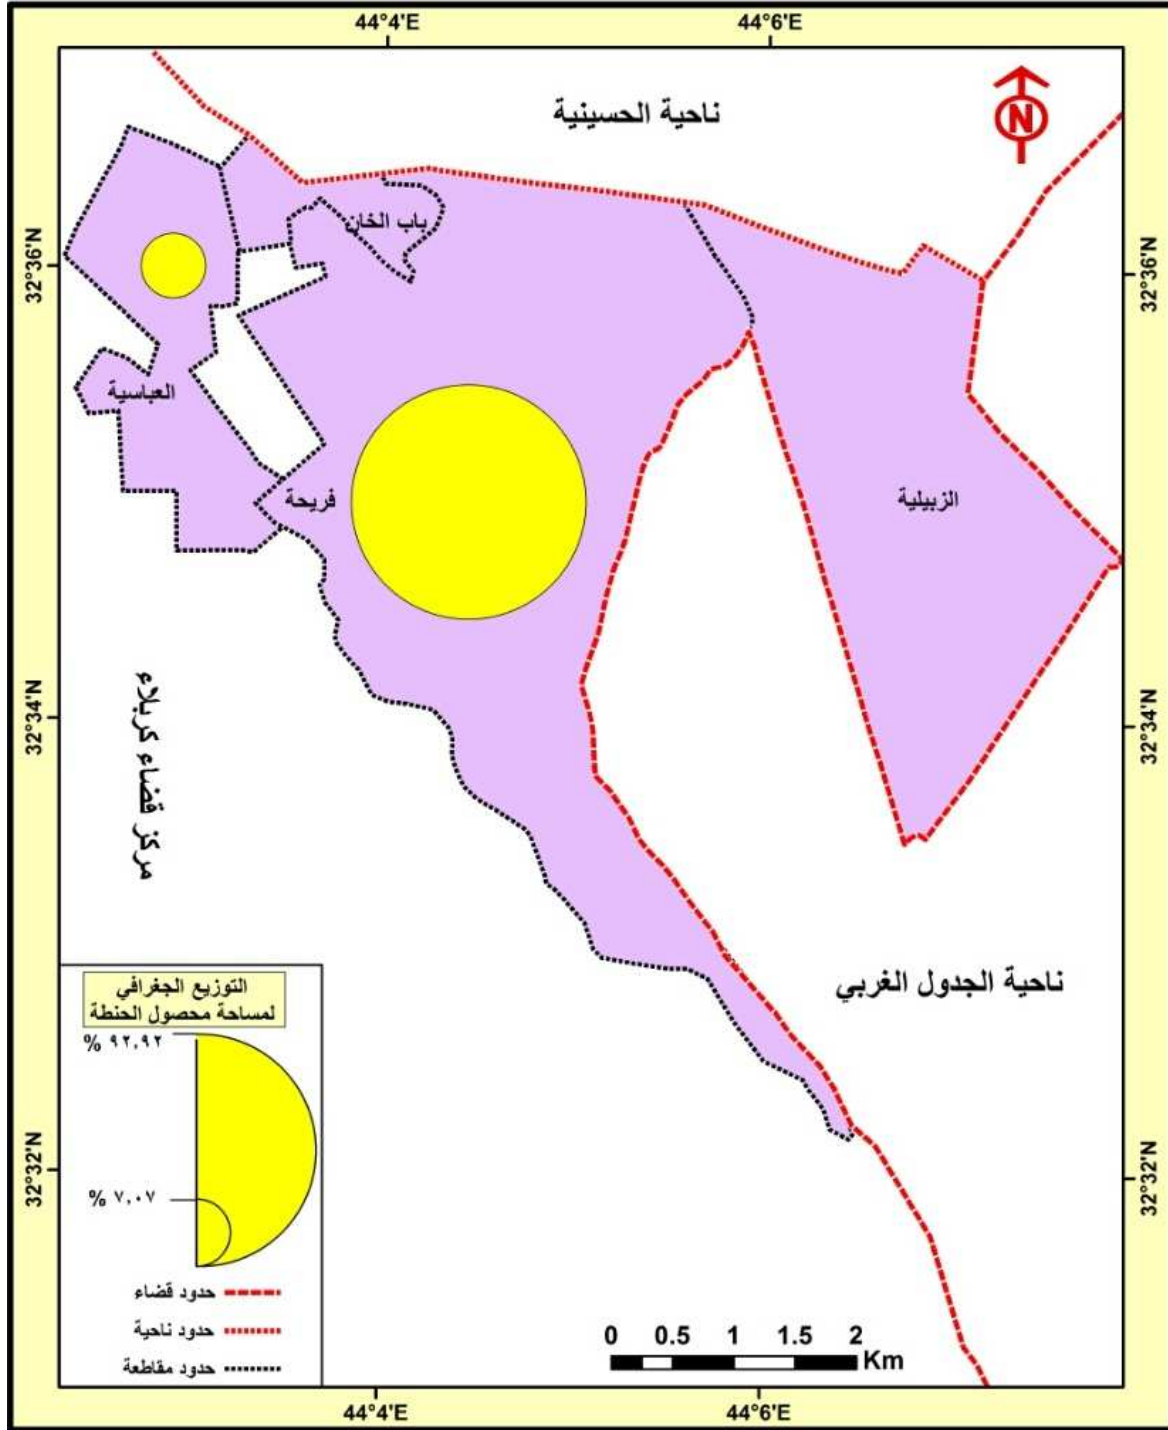 44°4'E
44°6'E
ناحية الحسينية
N
باب الخان
32°36'N
32°36'N
العباسية
فريحة
الزبيلية
32°34'N
32°34'N
مركز قضاء كربلاء
ناحية الجدول الغربي
التوزيع الجغرافي
لمساحة محصول الحنطة
% ٩٢,٩٢
% ٧,٠٧
32°32'N
32°32'N
حدود قضاء
حدود ناحية
حدود مقاطعة
0 0.5 1 1.5 2
Km
44°4'E
44°6'E